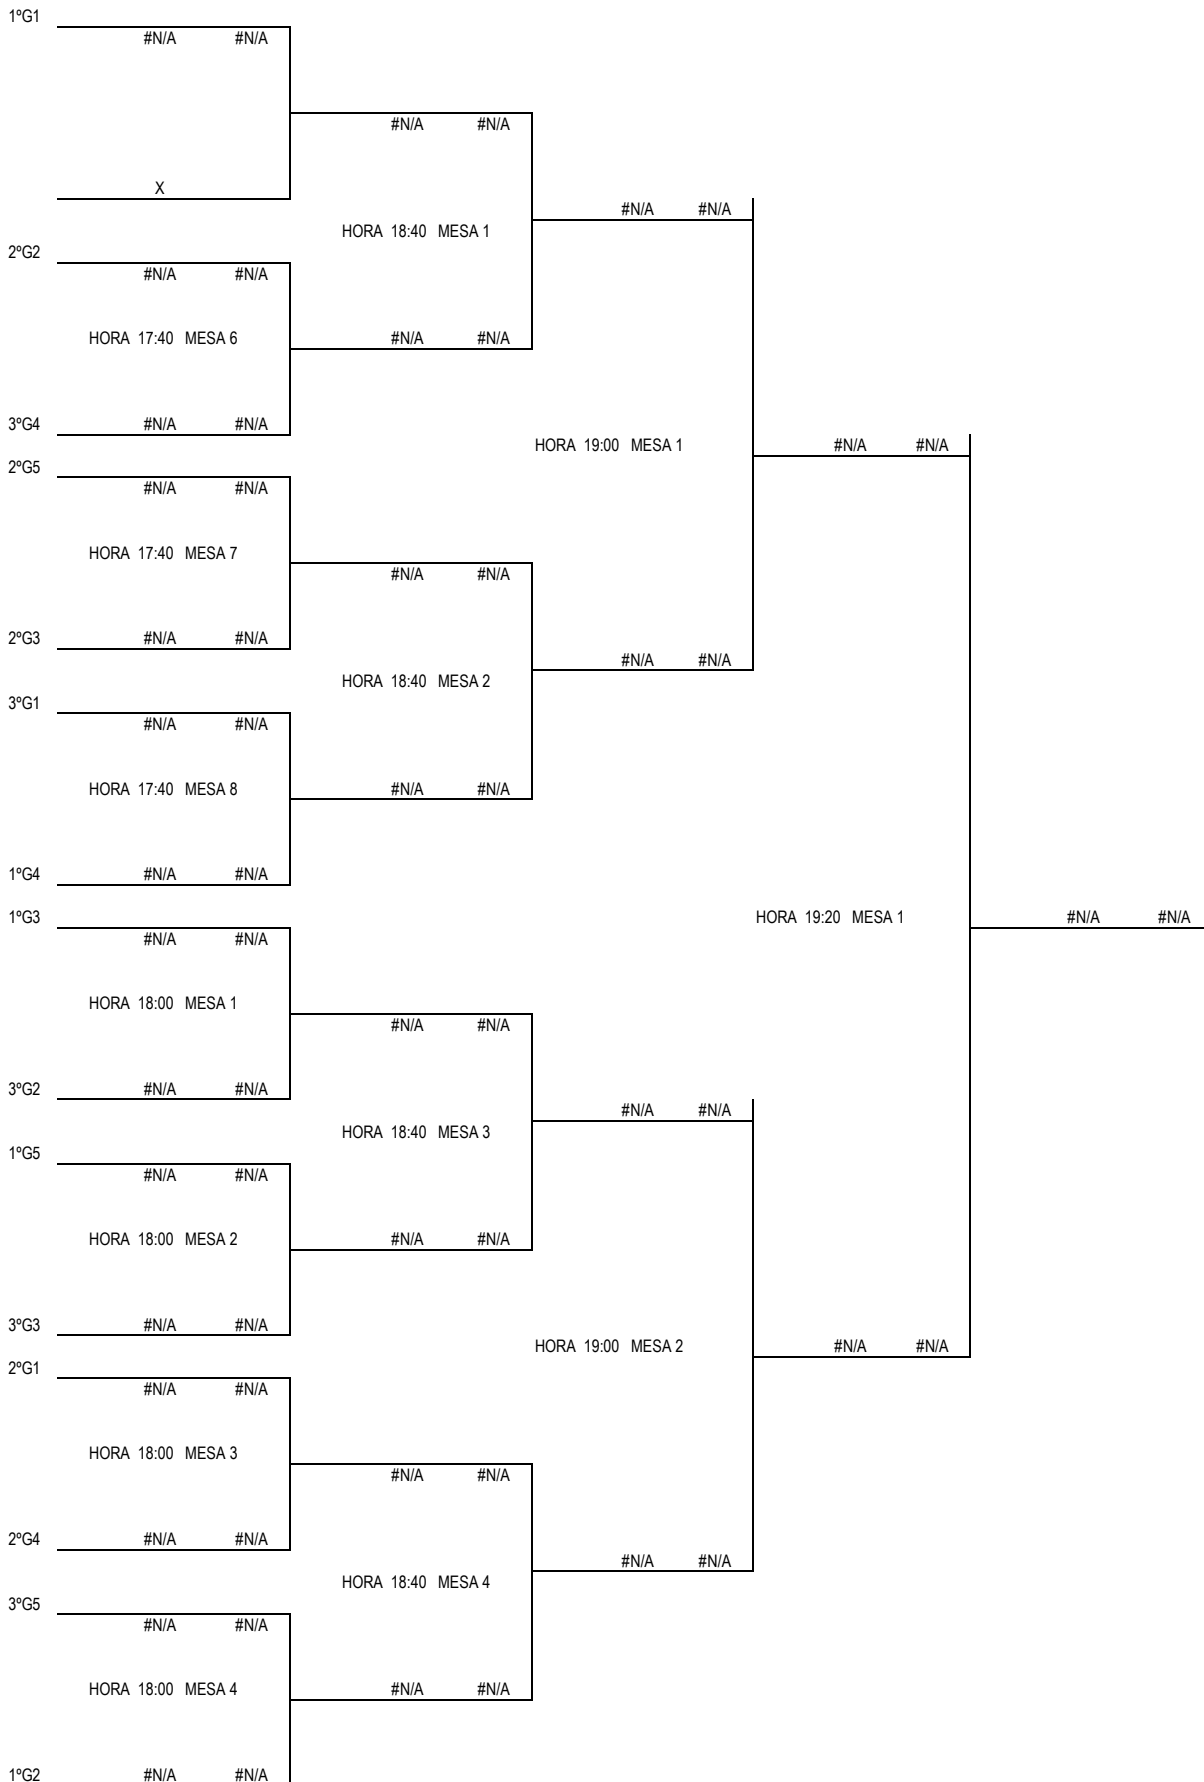 1ºG1
#N/A #N/A
#N/A #N/A
X
#N/A #N/A
HORA 18:40 MESA 1
2ºG2
#N/A #N/A
HORA 17:40 MESA 6
#N/A #N/A
3ºG4 #N/A #N/A
HORA 19:00 MESA 1
#N/A #N/A
2ºG5
#N/A #N/A
HORA 17:40 MESA 7
#N/A #N/A
2ºG3 #N/A #N/A
#N/A #N/A
HORA 18:40 MESA 2
3ºG1
#N/A #N/A
HORA 17:40 MESA 8
#N/A #N/A
1ºG4 #N/A #N/A
1ºG3
HORA 19:20 MESA 1
#N/A #N/A
#N/A #N/A
HORA 18:00 MESA 1
#N/A #N/A
3ºG2 #N/A #N/A
#N/A #N/A
HORA 18:40 MESA 3
1ºG5
#N/A #N/A
HORA 18:00 MESA 2
#N/A #N/A
3ºG3 #N/A #N/A
HORA 19:00 MESA 2
#N/A #N/A
2ºG1
#N/A #N/A
HORA 18:00 MESA 3
#N/A #N/A
2ºG4 #N/A #N/A
#N/A #N/A
HORA 18:40 MESA 4
3ºG5
#N/A #N/A
HORA 18:00 MESA 4
#N/A #N/A
1ºG2 #N/A #N/A